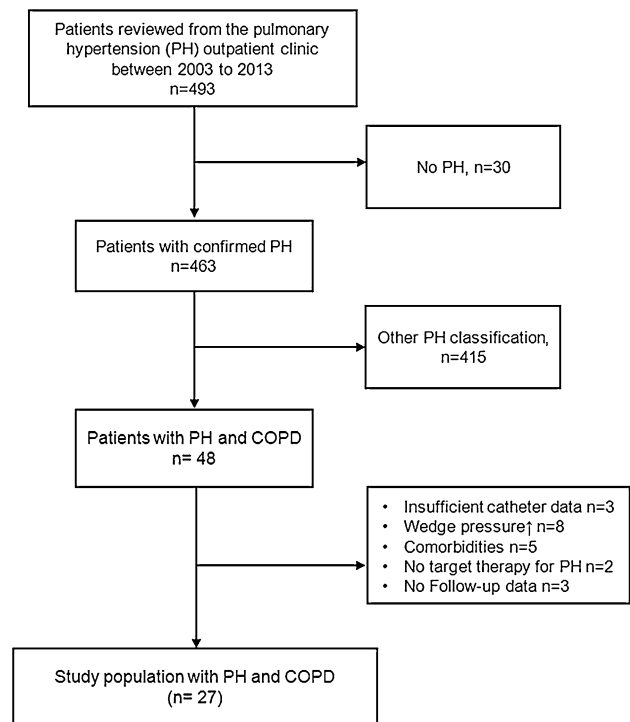 Patients reviewed from the pulmonary
hypertension (PH) outpatient clinic
between 2003 to 2013
n=493
No PH, n=30
Patients with confirmed PH
n=463
Other PH classification,
n=415
Patients with PH and COPD
n= 48
• Insufficient catheter data n=3
• Wedge pressure↑ n=8
• Comorbidities n=5
• No target therapy for PH n=2
• No Follow-up data n=3
Study population with PH and COPD
(n= 27)